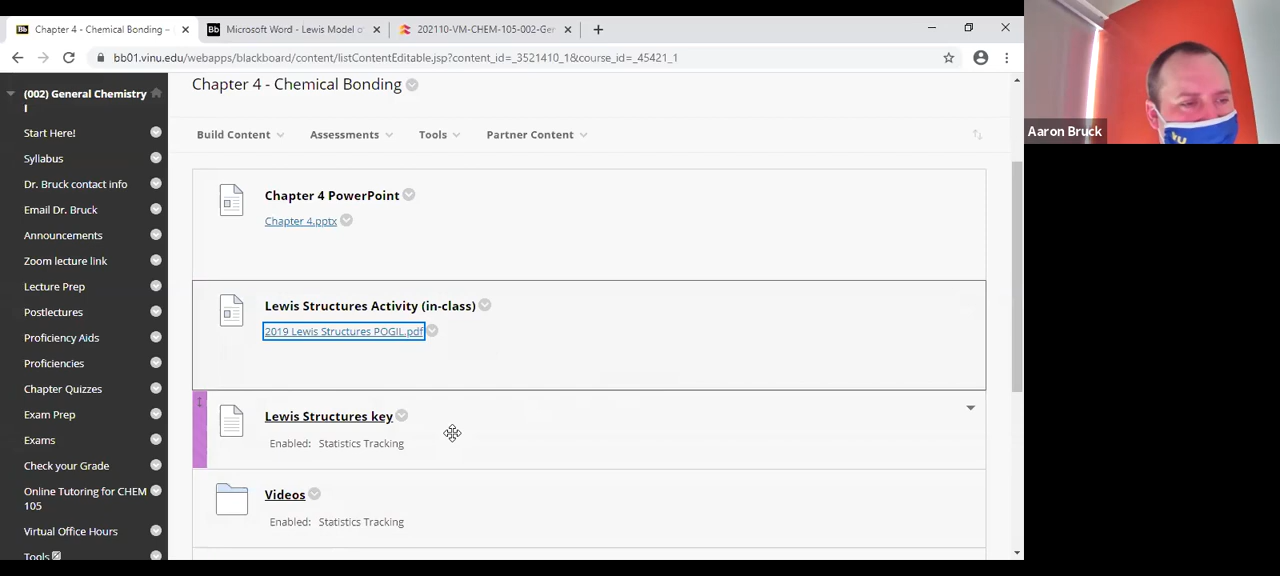 Chapter 4 - Chemical Bonding –
Microsoft Word - Lewis Model of
202110-VM-CHEM-105-002-Ger
bb01.vinu.edu/webapps/blackboard/content/listContentEditable.jsp?content_id=_3521410_1&course_id=_45421_1
(002) General Chemistry
I
Start Here!
Syllabus
Dr. Bruck contact info
Email Dr. Bruck
Announcements
Zoom lecture link
Lecture Prep
Postlectures
Proficiency Aids
Proficiencies
Chapter Quizzes
Exam Prep
Exams
Check your Grade
Online Tutoring for CHEM
105
Virtual Office Hours
Tools
Chapter 4 - Chemical Bonding
Build Content
Assessments
Tools
Partner Content
Chapter 4 PowerPoint
Chapter 4.pptx
Lewis Structures Activity (in-class)
2019 Lewis Structures POGIL.pdf
Lewis Structures key
Enabled: Statistics Tracking
Videos
Enabled: Statistics Tracking
Aaron Bruck
VU